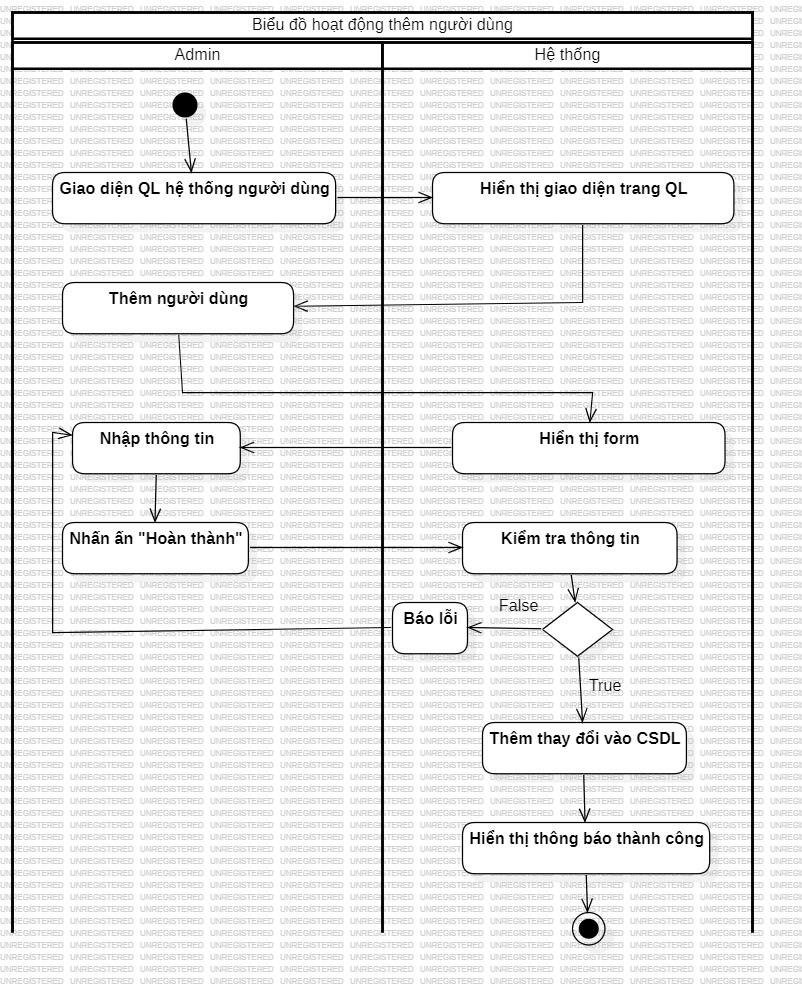 Biểu đồ hoạt động thêm người dùng
Admin
Hệ thống
Giao diện QL hệ thống người dùng
Hiển thị giao diện trang QL
Thêm người dùng
Nhập thông tin
Hiển thị form
Nhấn ấn "Hoàn thành"
Kiểm tra thông tin
Báo lỗi
False
True
Thêm thay đổi vào CSDL
Hiển thị thông báo thành công
UNREGISTERED